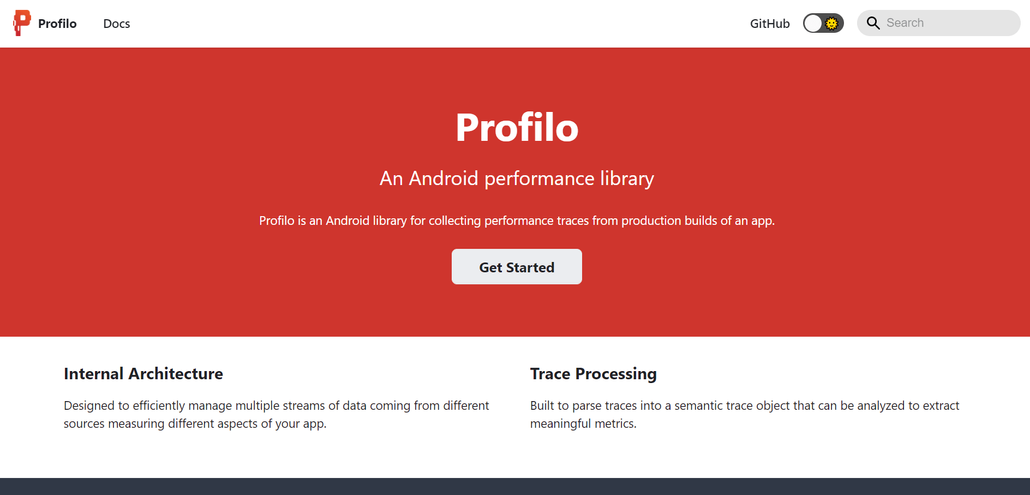 Profilo Docs GitHub Search
Profilo
An Android performance library
Profilo is an Android library for collecting performance traces from production builds of an app.
Get Started
Internal Architecture
Designed to efficiently manage multiple streams of data coming from different
sources measuring different aspects of your app.
Trace Processing
Built to parse traces into a semantic trace object that can be analyzed to extract
meaningful metrics.